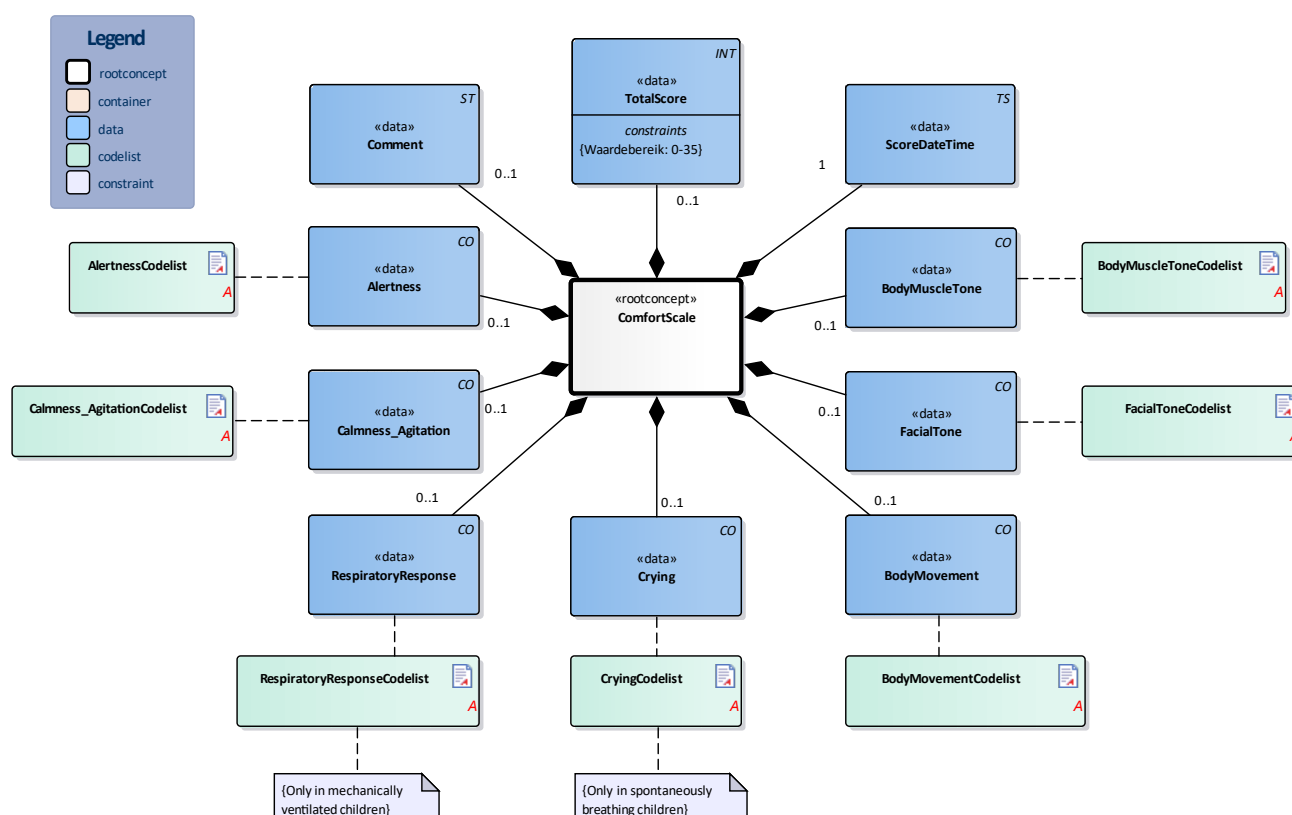 Legend
rootconcept
container
data
codelist
constraint
ST
«data»
Comment
0..1
INT
«data»
TotalScore
constraints
{Waardebereik: 0-35}
0..1
TS
«data»
ScoreDateTime
1
AlertnessCodelist
A
CO
«data»
Alertness
0..1
«rootconcept»
ComfortScale
CO
«data»
BodyMuscleTone
0..1
BodyMuscleToneCodelist
A
Calmness_AgitationCodelist
A
CO
«data»
Calmness_Agitation
0..1
CO
«data»
FacialTone
0..1
FacialToneCodelist
A
0..1
CO
«data»
RespiratoryResponse
0..1
CO
«data»
Crying
0..1
CO
«data»
BodyMovement
RespiratoryResponseCodelist
A
CryingCodelist
A
BodyMovementCodelist
A
{Only in mechanically
ventilated children}
{Only in spontaneously
breathing children}